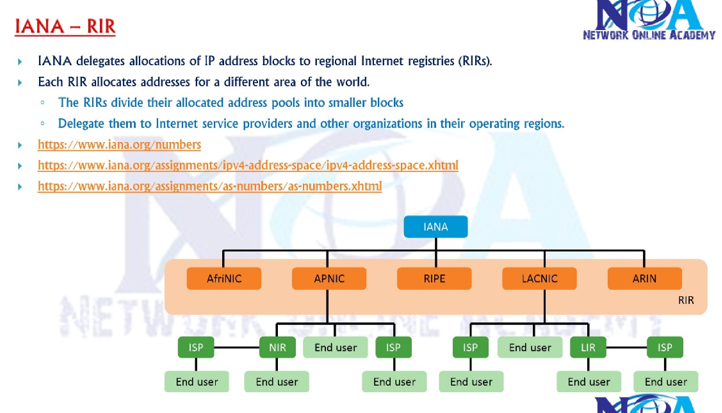 IANA – RIR
NOA
NETWORK ONLINE ACADEMY
IANA delegates allocations of IP address blocks to regional Internet registries (RIRs).
Each RIR allocates addresses for a different area of the world.
The RIRs divide their allocated address pools into smaller blocks
Delegate them to Internet service providers and other organizations in their operating regions.
https://www.iana.org/numbers
https://www.iana.org/assignments/ipv4-address-space/ipv4-address-space.xhtml
https://www.iana.org/assignments/as-numbers/as-numbers.xhtml
IANA
AfriNIC APNIC RIPE LACNIC ARIN
RIR
ISP NIR End user ISP ISP End user LIR ISP
End user End user End user End user End user End user
NETWORK ONLINE ACADEMY
NOA